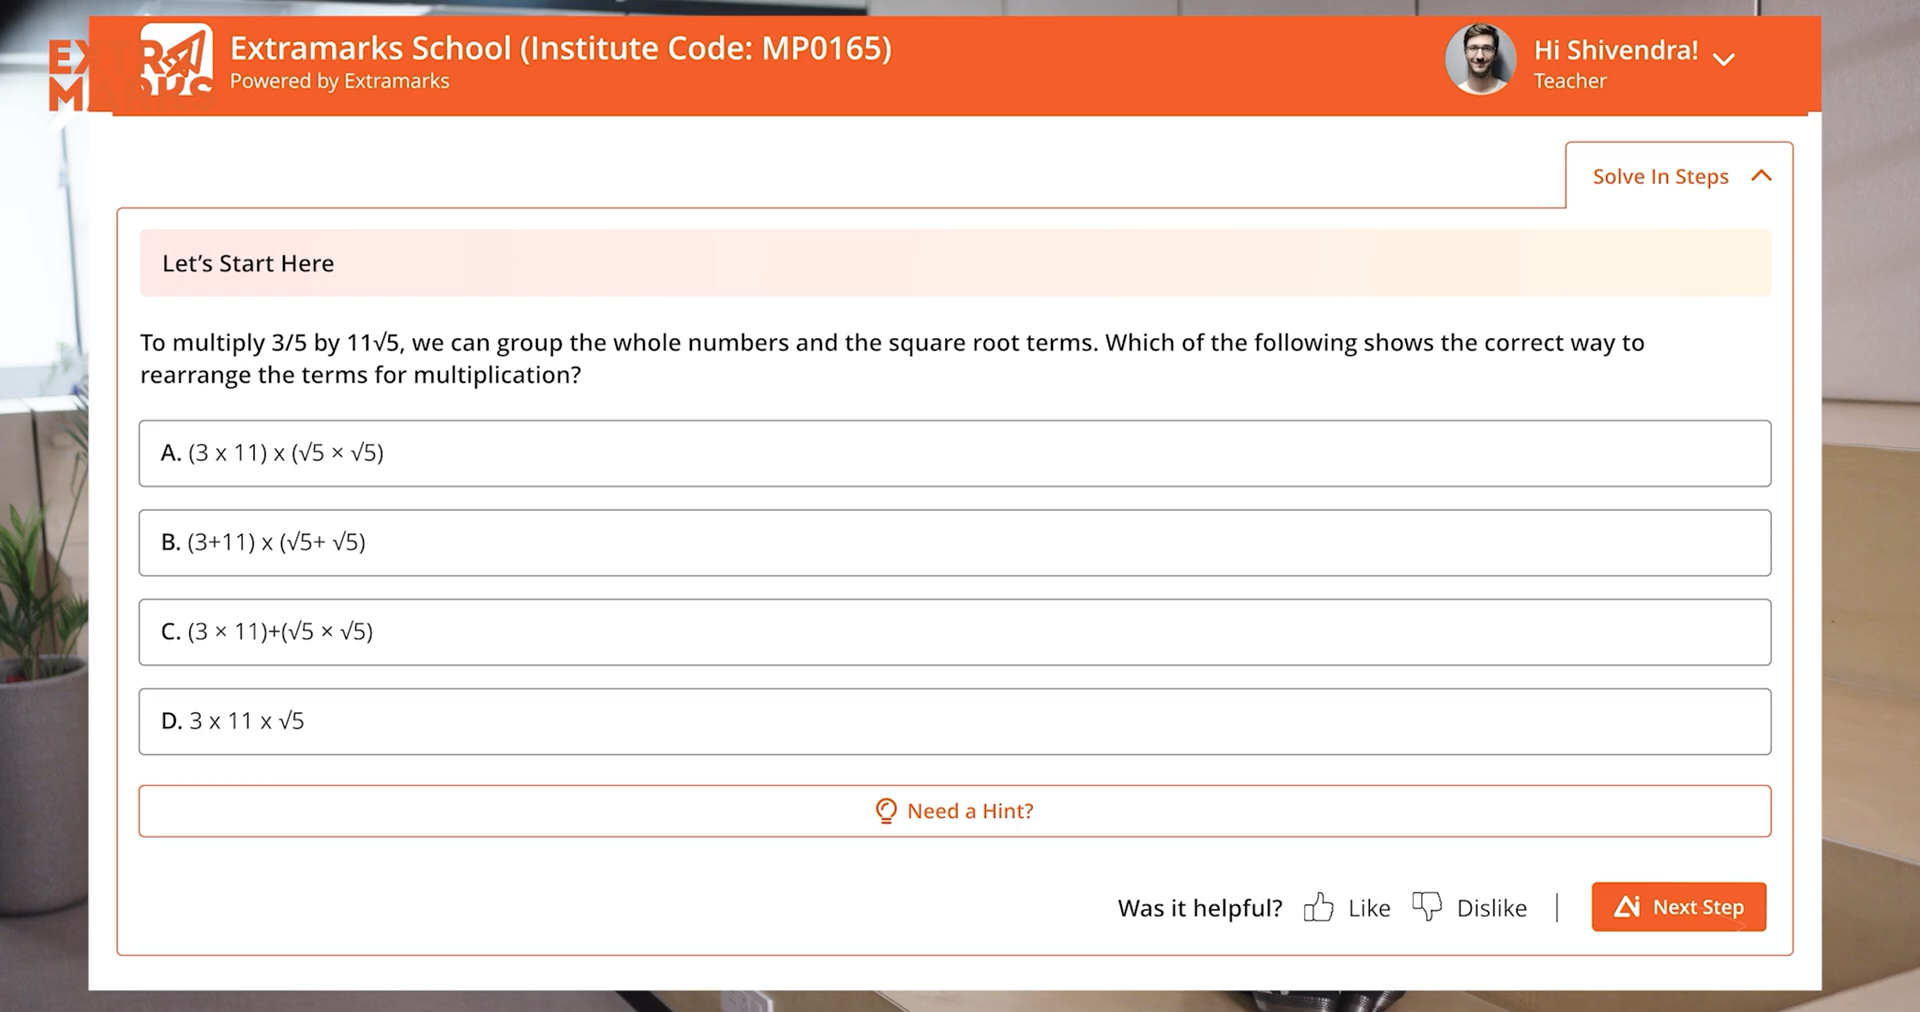 EXTRA
MARKS
Extramarks School (Institute Code: MP0165)
Powered by Extramarks
Hi Shivendra!
Teacher
Solve In Steps
Let’s Start Here
To multiply 3/5 by 11√5, we can group the whole numbers and the square root terms. Which of the following shows the correct way to
rearrange the terms for multiplication?
A. (3 x 11) x (√5 × √5)
B. (3+11) x (√5+ √5)
C. (3 × 11)+(√5 × √5)
D. 3 x 11 x √5
Need a Hint?
Was it helpful? Like Dislike | Ai Next Step